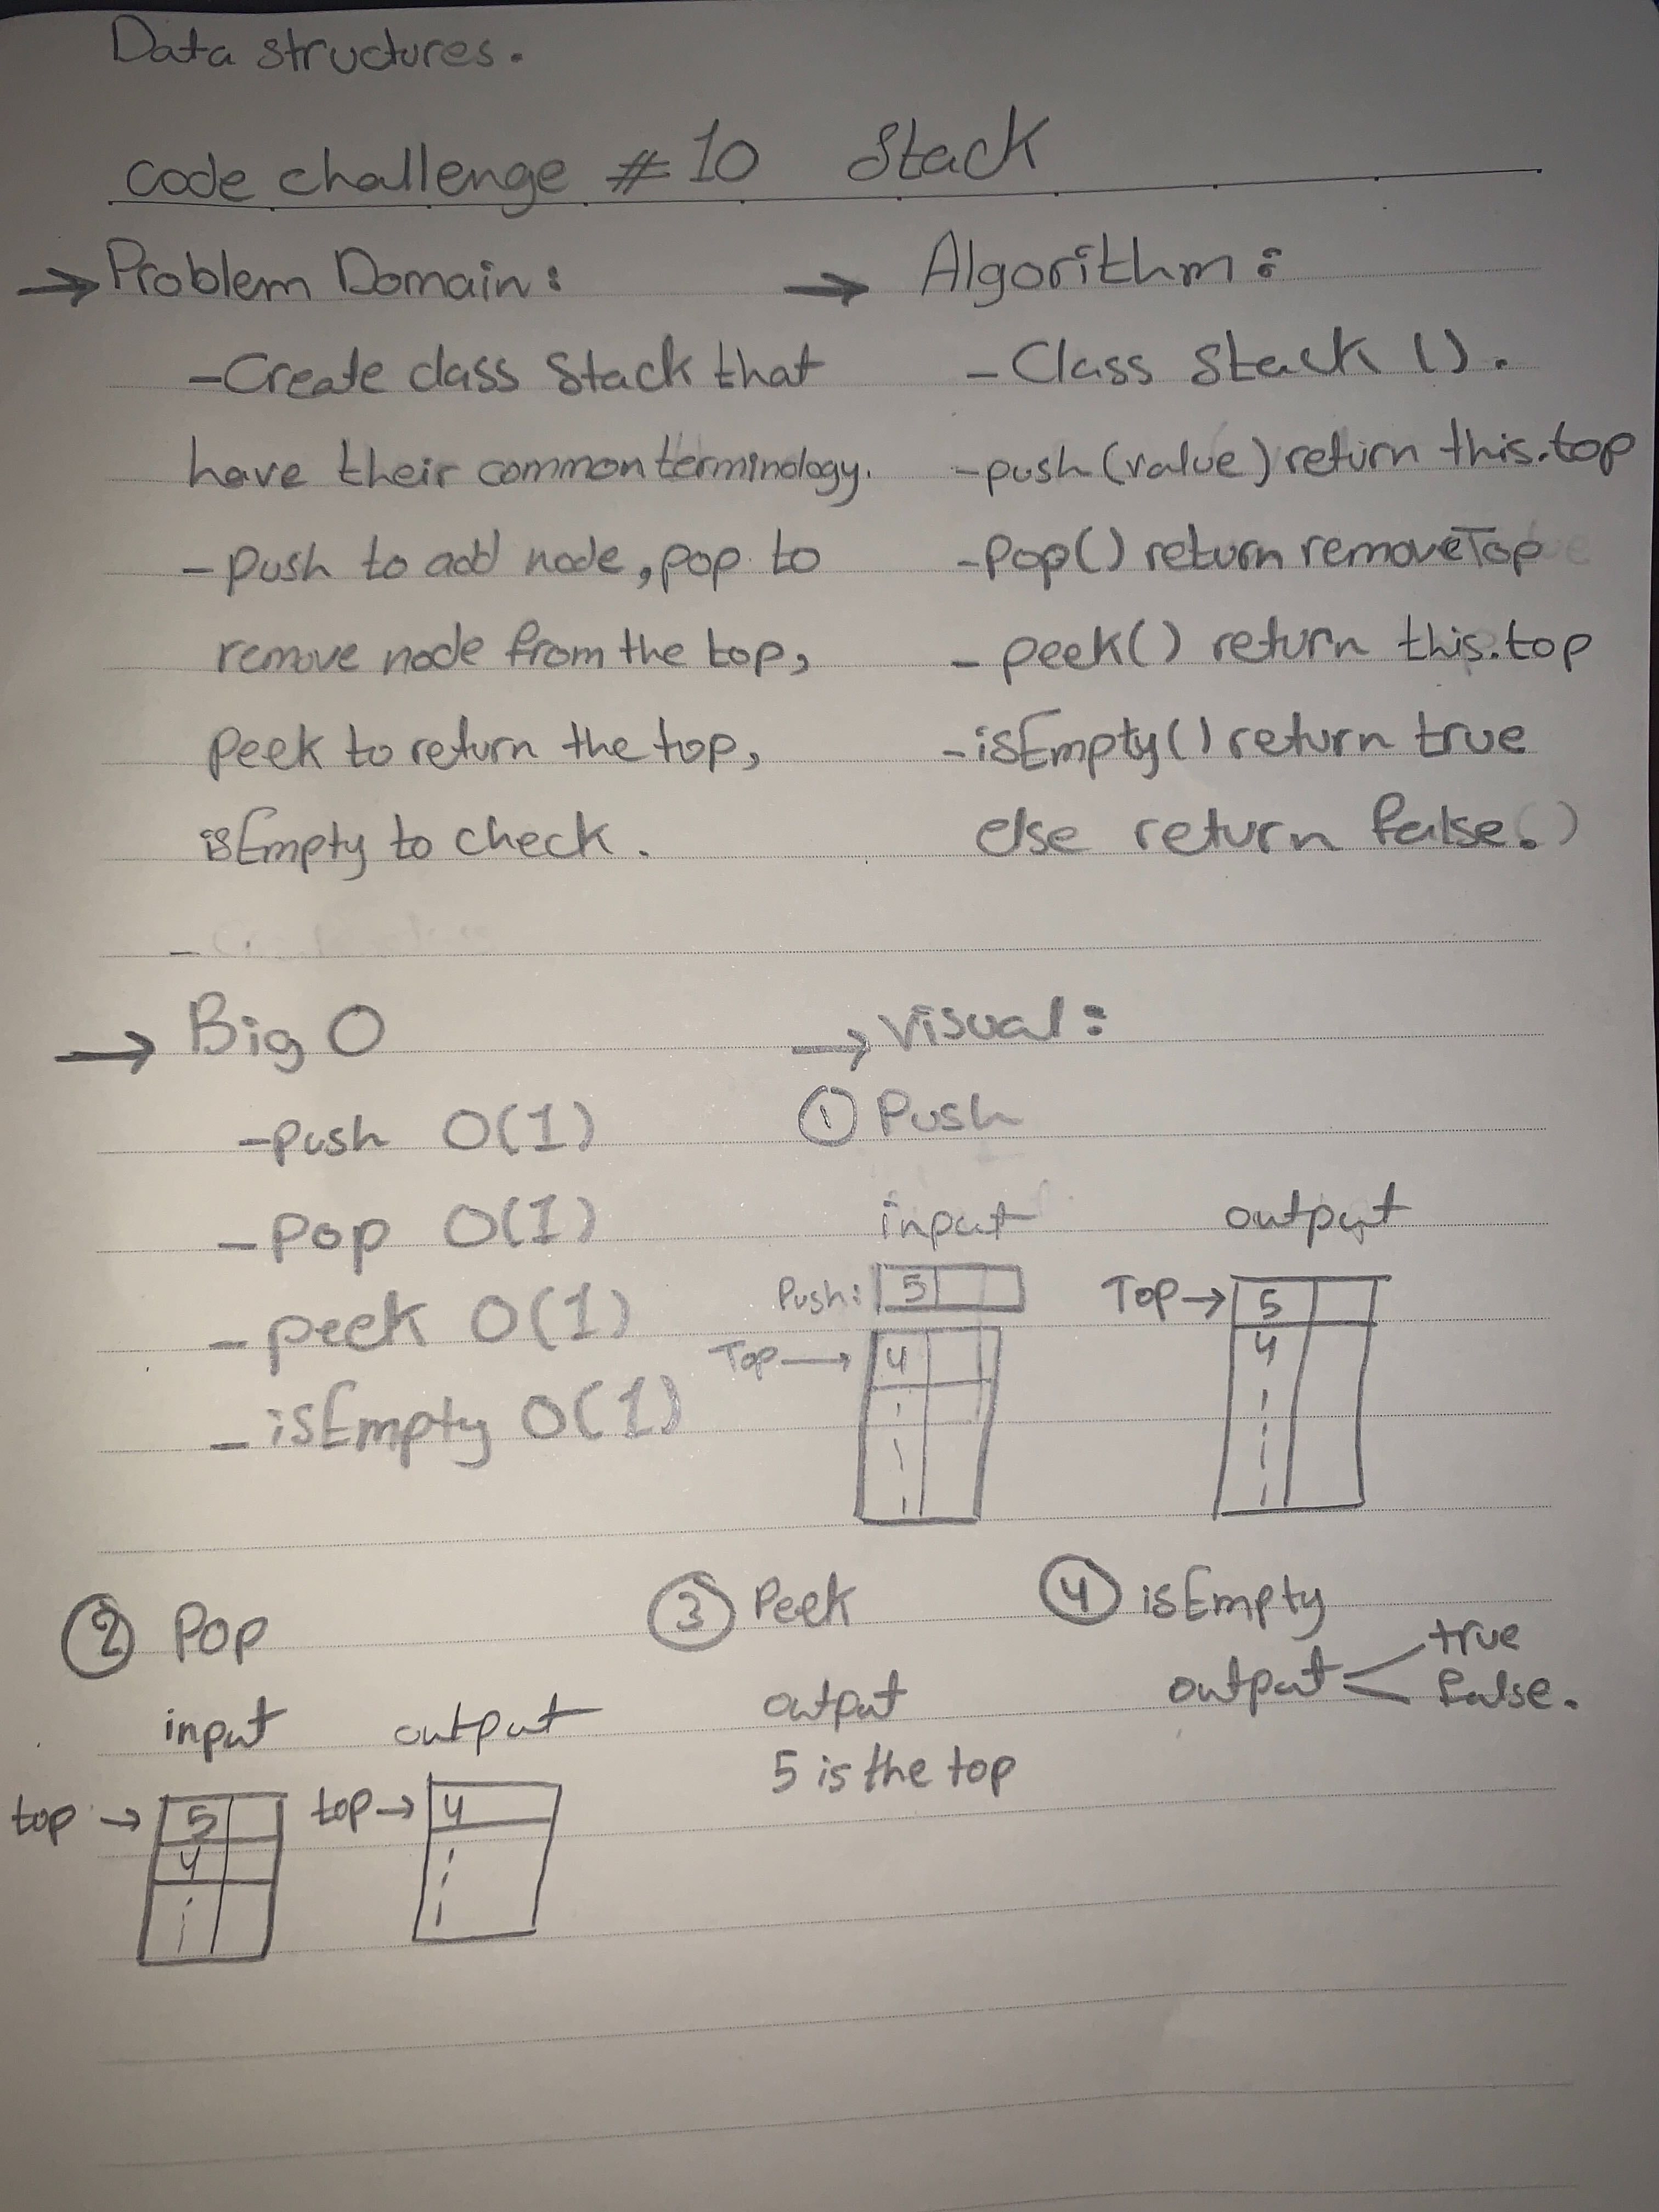 Data structures.
code challenge #10 Stack
→ Problem Domain:
- Create class Stack that
have their common terminology.
- push to add node, pop to
remove node from the top,
peek to return the top,
isEmpty to check.
→ Algorithm:
- Class Stack ().
- push (value) return this.top
- pop() return removeTop
- peek() return this.top
- isEmpty() return true
else return false.)
→ Big O
- push O(1)
- pop O(1)
- peek O(1)
- isEmpty O(1)
→ Visual:
① Push
input output
Push: 5
Top → 4
Top → 5
4
② Pop
input output
top → 5
4
top → 4
③ Peek
output
5 is the top
④ isEmpty
output true
false.